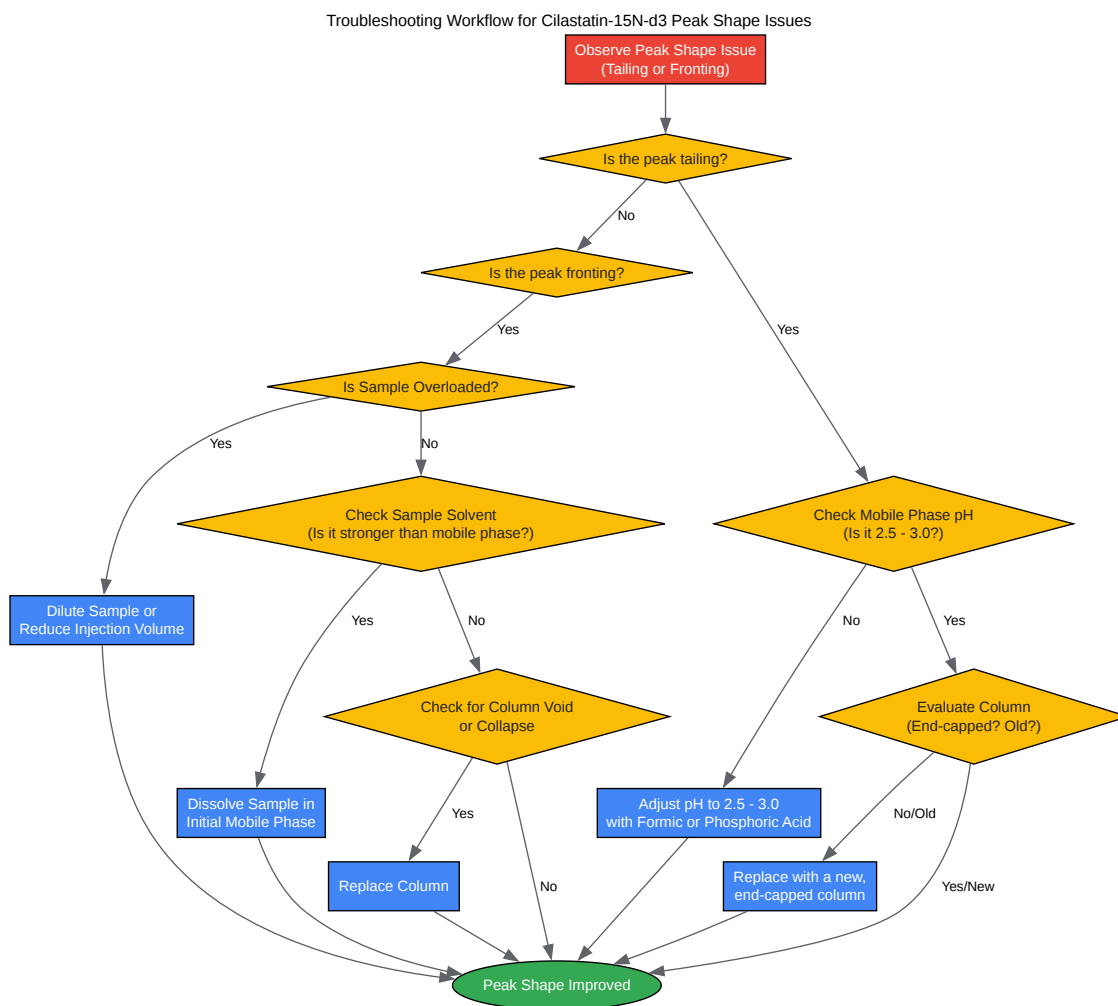 Troubleshooting Workflow for Cilastatin-15N-d3 Peak Shape Issues
Observe Peak Shape Issue
(Tailing or Fronting)
Is the peak tailing?
No
Is the peak fronting?
Yes
Yes
Is Sample Overloaded?
Yes
No
Check Sample Solvent
(Is it stronger than mobile phase?)
Check Mobile Phase pH
(Is it 2.5 - 3.0?)
Dilute Sample or
Reduce Injection Volume
Yes
No
No
Yes
Check for Column Void
or Collapse
Evaluate Column
(End-capped? Old?)
Dissolve Sample in
Initial Mobile Phase
Yes
Adjust pH to 2.5 - 3.0
with Formic or Phosphoric Acid
No/Old
Replace Column
No
Replace with a new,
end-capped column
Yes/New
Peak Shape Improved